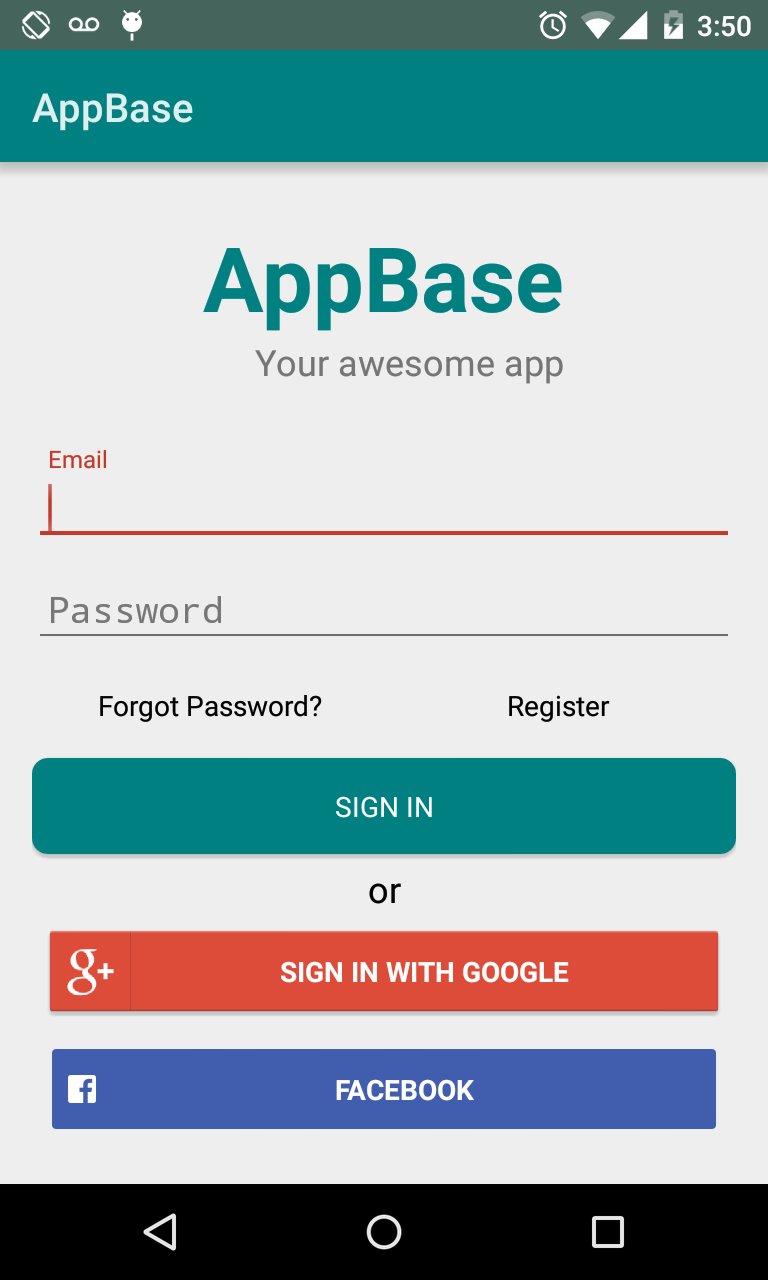 3:50
AppBase
AppBase
Your awesome app
Email
Password
Forgot Password? Register
SIGN IN
or
g+ SIGN IN WITH GOOGLE
f FACEBOOK